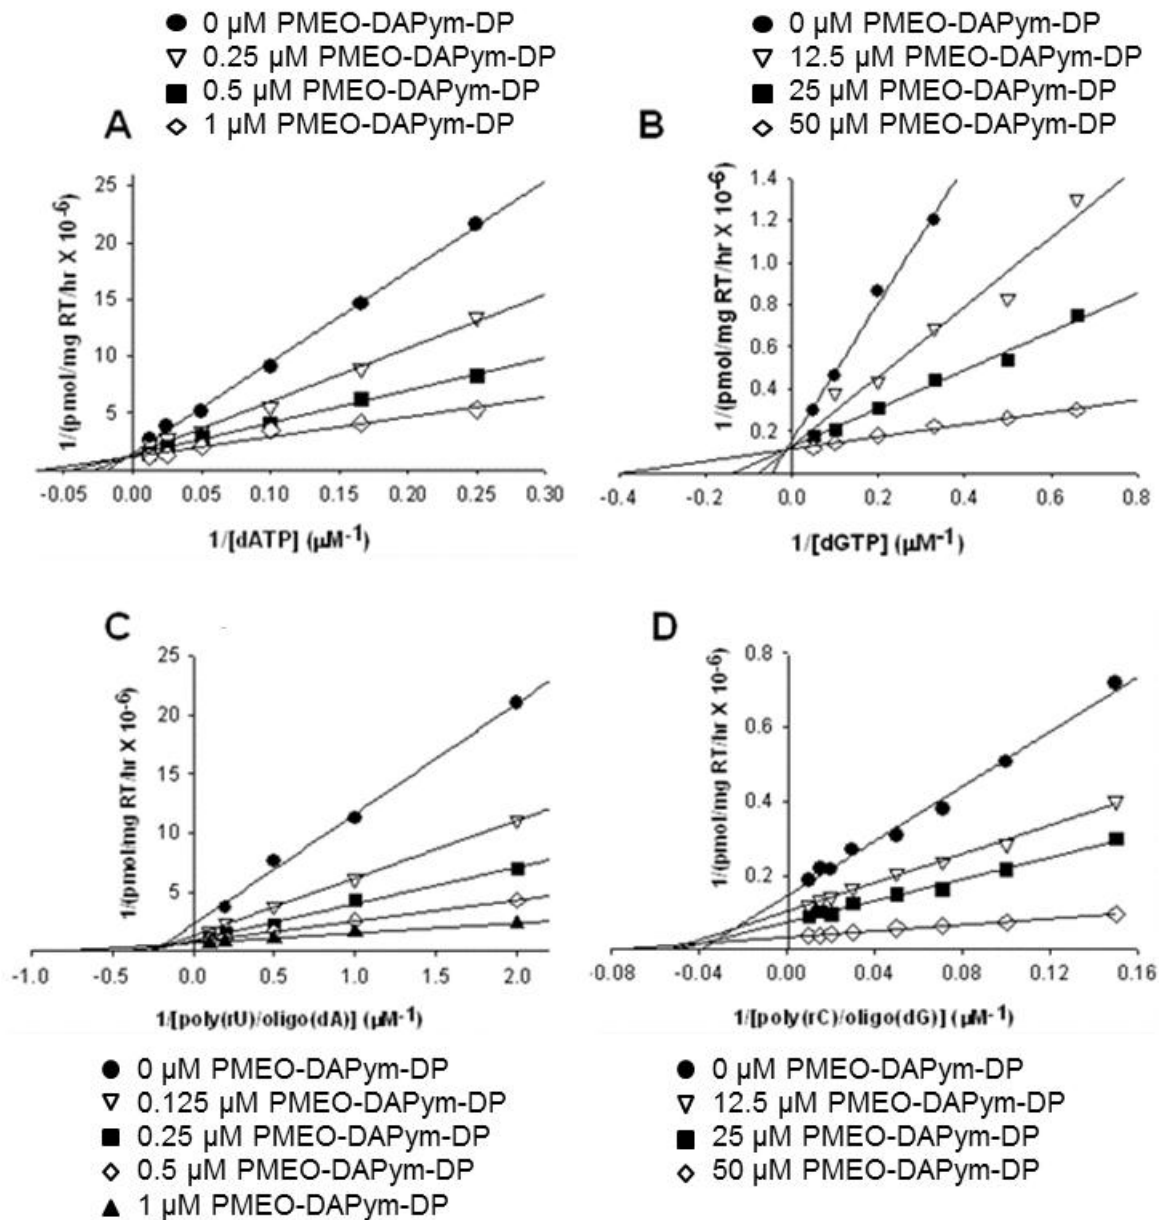 0 µM PMEO-DAPym-DP
0.25 µM PMEO-DAPym-DP
0.5 µM PMEO-DAPym-DP
1 µM PMEO-DAPym-DP
A
1/(pmol/mg RT/hr X 10-6)
25
20
15
10
5
-0.05 0.00 0.05 0.10 0.15 0.20 0.25 0.30
1/[dATP] (µM-1)
0 µM PMEO-DAPym-DP
12.5 µM PMEO-DAPym-DP
25 µM PMEO-DAPym-DP
50 µM PMEO-DAPym-DP
B
1/(pmol/mg RT/hr X 10-6)
1.4
1.2
1.0
0.8
0.6
0.4
0.2
-0.4 -0.2 0.0 0.2 0.4 0.6 0.8
1/[dGTP] (µM-1)
C
1/(pmol/mg RT/hr X 10-6)
25
20
15
10
5
-1.0 -0.5 0.0 0.5 1.0 1.5 2.0
1/[poly(rU)/oligo(dA)] (µM-1)
0 µM PMEO-DAPym-DP
0.125 µM PMEO-DAPym-DP
0.25 µM PMEO-DAPym-DP
0.5 µM PMEO-DAPym-DP
1 µM PMEO-DAPym-DP
D
1/(pmol/mg RT/hr X 10-6)
0.8
0.6
0.4
0.2
-0.08 -0.04 0.00 0.04 0.08 0.12 0.16
1/[poly(rC)/oligo(dG)] (µM-1)
0 µM PMEO-DAPym-DP
12.5 µM PMEO-DAPym-DP
25 µM PMEO-DAPym-DP
50 µM PMEO-DAPym-DP